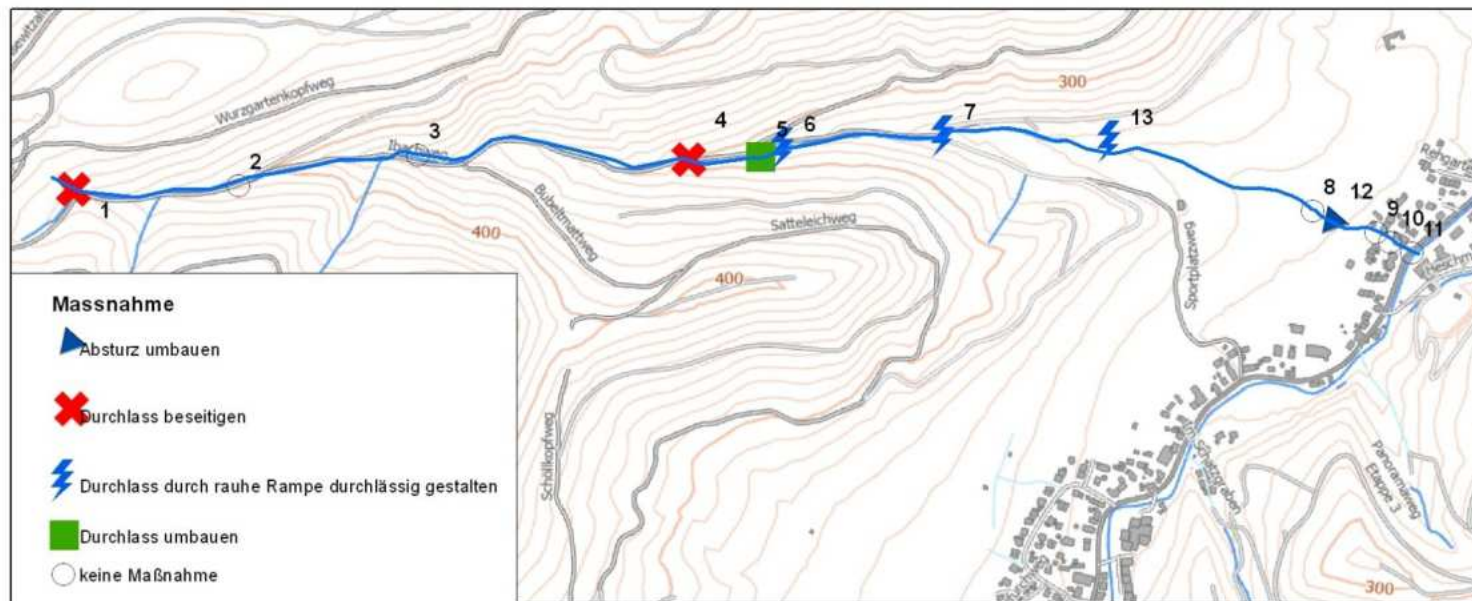 Wurzgartenkopfweg
300
1
2
3
4
5
6
7
13
8
12
9
10
11
Bubeltmattweg
Satteleichweg
400
400
Sportplatzweg
Schöllkopfweg
Panoramaweg
Etappe 3
300
Massnahme
Absturz umbauen
Durchlass beseitigen
Durchlass durch rauhe Rampe durchlässig gestalten
Durchlass umbauen
keine Maßnahme